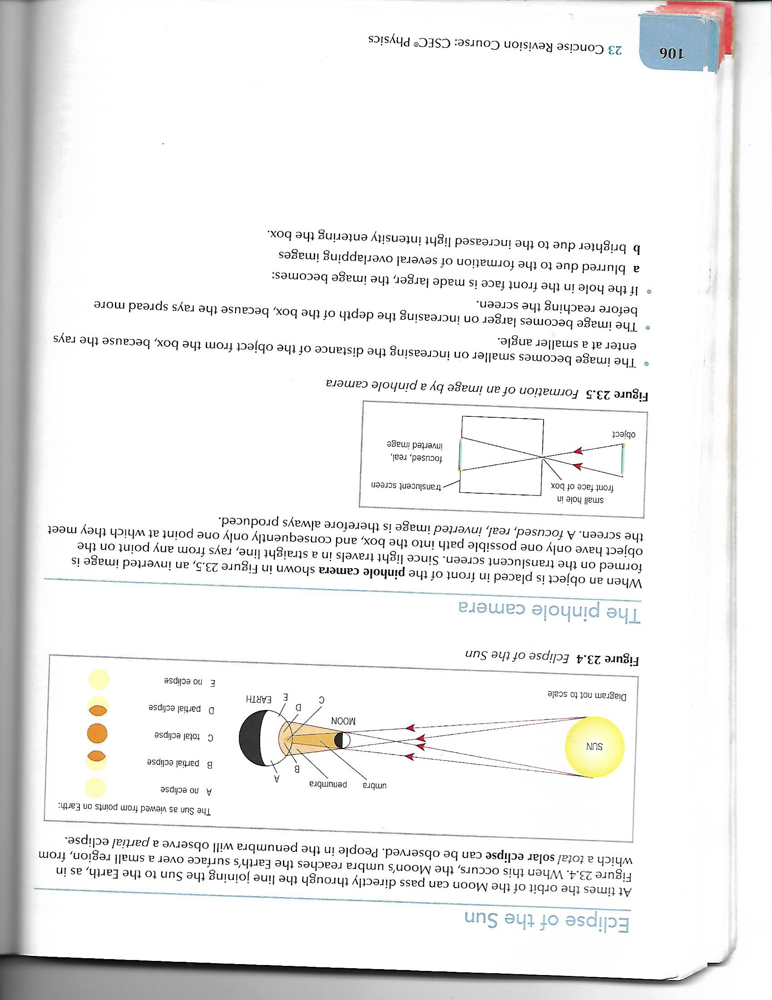 Eclipse of the Sun
At times the orbit of the Moon can pass directly through the line joining the Sun to the Earth, as in
Figure 23.4. When this occurs, the Moon's umbra reaches the Earth's surface over a small region, from
which a total solar eclipse can be observed. People in the penumbra will observe a partial eclipse.
The Sun as viewed from points on Earth:
umbra
penumbra
A
B
SUN
MOON
C
D
E
EARTH
Diagram not to scale
A no eclipse
B partial eclipse
C total eclipse
D partial eclipse
E no eclipse
Figure 23.4 Eclipse of the Sun
The pinhole camera
When an object is placed in front of the pinhole camera shown in Figure 23.5, an inverted image is
formed on the translucent screen. Since light travels in a straight line, rays from any point on the
object have only one possible path into the box, and consequently only one point at which they meet
the screen. A focused, real, inverted image is therefore always produced.
small hole in
front face of box
translucent screen
focused, real,
inverted image
object
Figure 23.5 Formation of an image by a pinhole camera
• The image becomes smaller on increasing the distance of the object from the box, because the rays
enter at a smaller angle.
• The image becomes larger on increasing the depth of the box, because the rays spread more
before reaching the screen.
• If the hole in the front face is made larger, the image becomes:
a blurred due to the formation of several overlapping images
b brighter due to the increased light intensity entering the box.
106
23 Concise Revision Course: CSEC® Physics